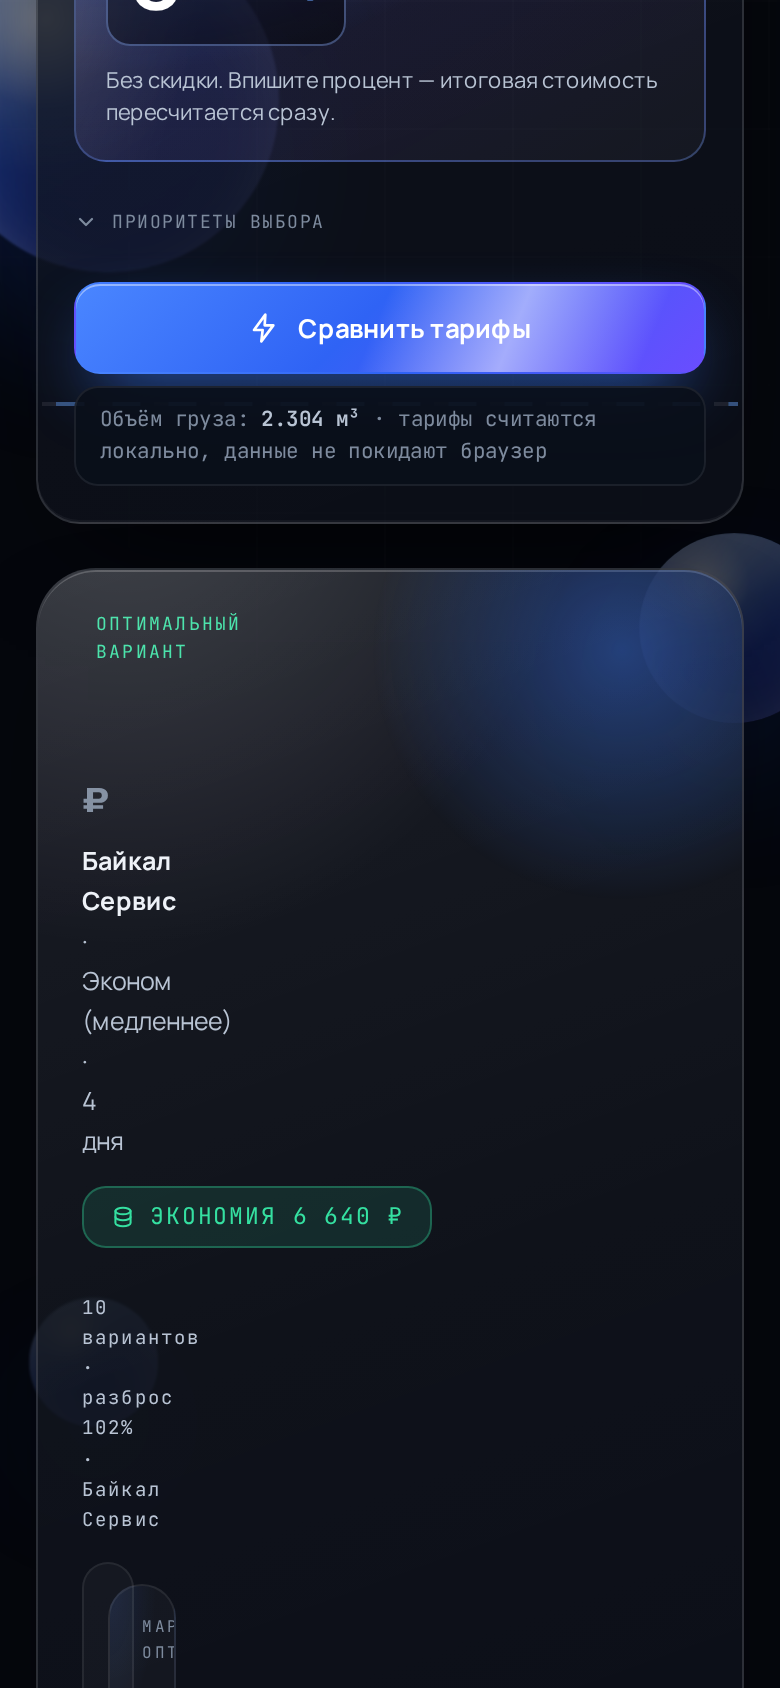 Без скидки. Впишите процент — итоговая стоимость
пересчитается сразу.
ПРИОРИТЕТЫ ВЫБОРА
Сравнить тарифы
Объём груза: 2.304 м³ · тарифы считаются
локально, данные не покидают браузер
ОПТИМАЛЬНЫЙ
ВАРИАНТ
₽
Байкал
Сервис
·
Эконом
(медленнее)
·
4
дня
ЭКОНОМИЯ 6 640 ₽
10
вариантов
·
разброс
102%
·
Байкал
Сервис